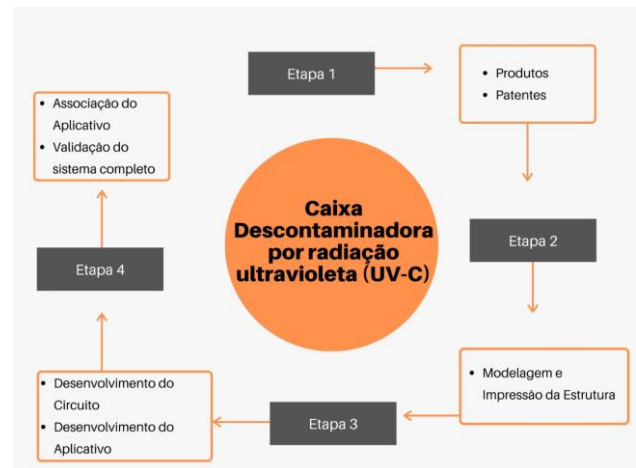 Etapa 1
• Produtos
• Patentes
Etapa 2
• Modelagem e
Impressão da Estrutura
Etapa 3
• Desenvolvimento do
Circuito
• Desenvolvimento do
Aplicativo
Etapa 4
• Associação do
Aplicativo
• Validação do
sistema completo
Caixa
Descontaminadora
por radiação
ultravioleta (UV-C)